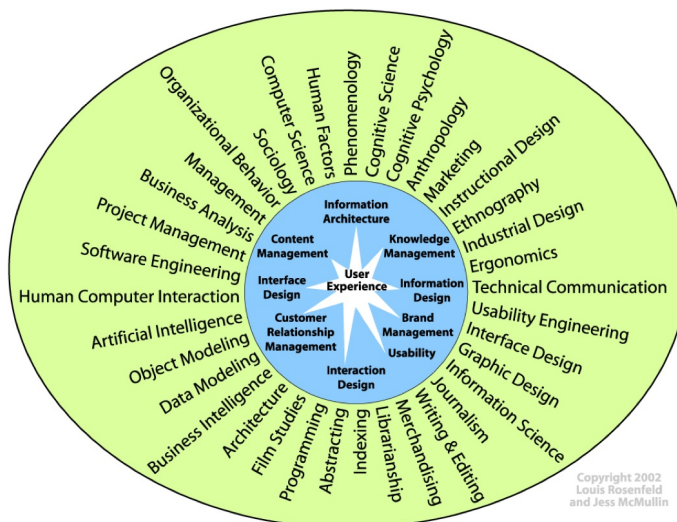 Phenomenology
Cognitive Science
Cognitive Psychology
Anthropology
Marketing
Instructional Design
Ethnography
Industrial Design
Ergonomics
Technical Communication
Usability Engineering
Interface Design
Graphic Design
Information Science
Journalism
Writing & Editing
Merchandising
Librarianship
Indexing
Abstracting
Programming
Film Studies
Architecture
Business Intelligence
Data Modeling
Object Modeling
Artificial Intelligence
Human Computer Interaction
Software Engineering
Project Management
Business Analysis
Management
Organizational Behavior
Sociology
Computer Science
Human Factors
Information
Architecture
Knowledge
Management
Information
Design
Brand
Management
Usability
Interaction
Design
Customer
Relationship
Management
Interface
Design
Content
Management
User
Experience
Copyright 2002
Louis Rosenfeld
and Jess McMullin